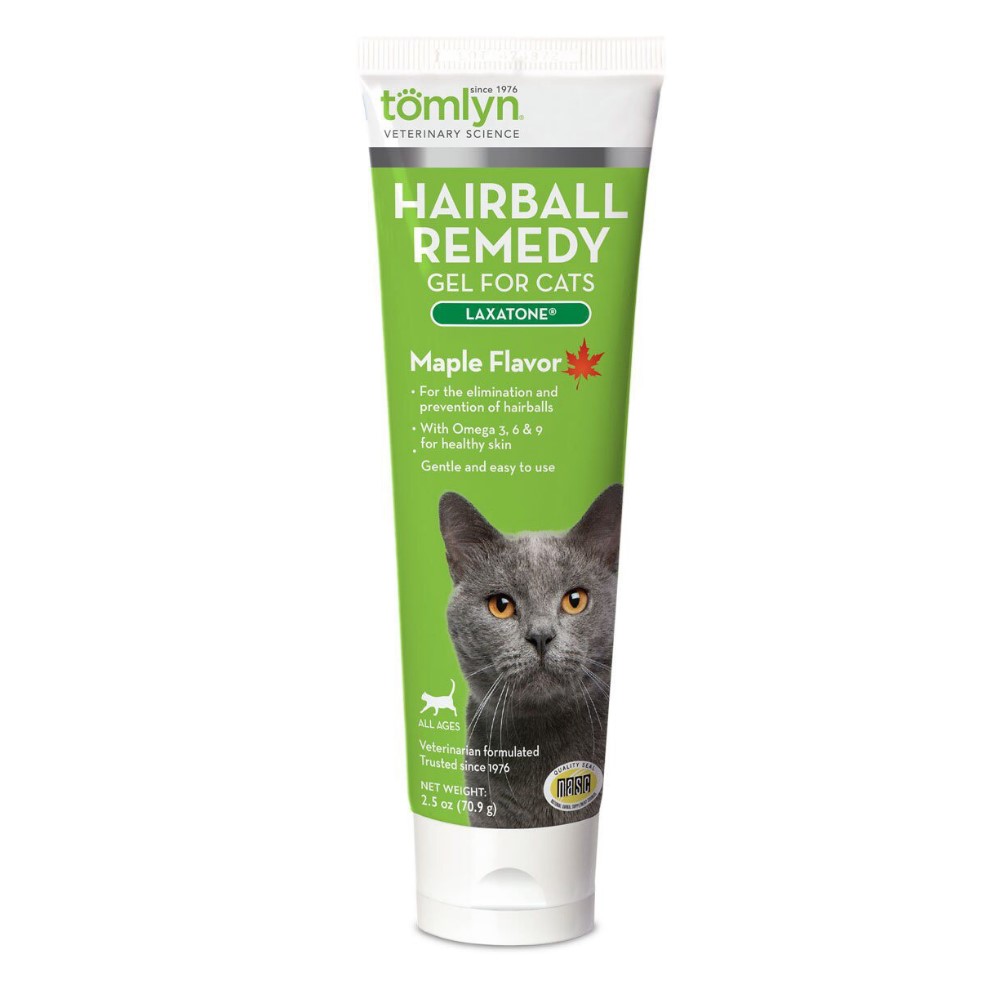 since 1976
tomlyn®
VETERINARY SCIENCE
HAIRBALL
REMEDY
GEL FOR CATS
LAXATONE®
Maple Flavor
• For the elimination and
prevention of hairballs
• With Omega 3, 6 & 9
for healthy skin
• Gentle and easy to use
ALL AGES
Veterinarian formulated
Trusted since 1976
NET WEIGHT:
2.5 oz (70.9 g)
QUALITY SEAL
nasc